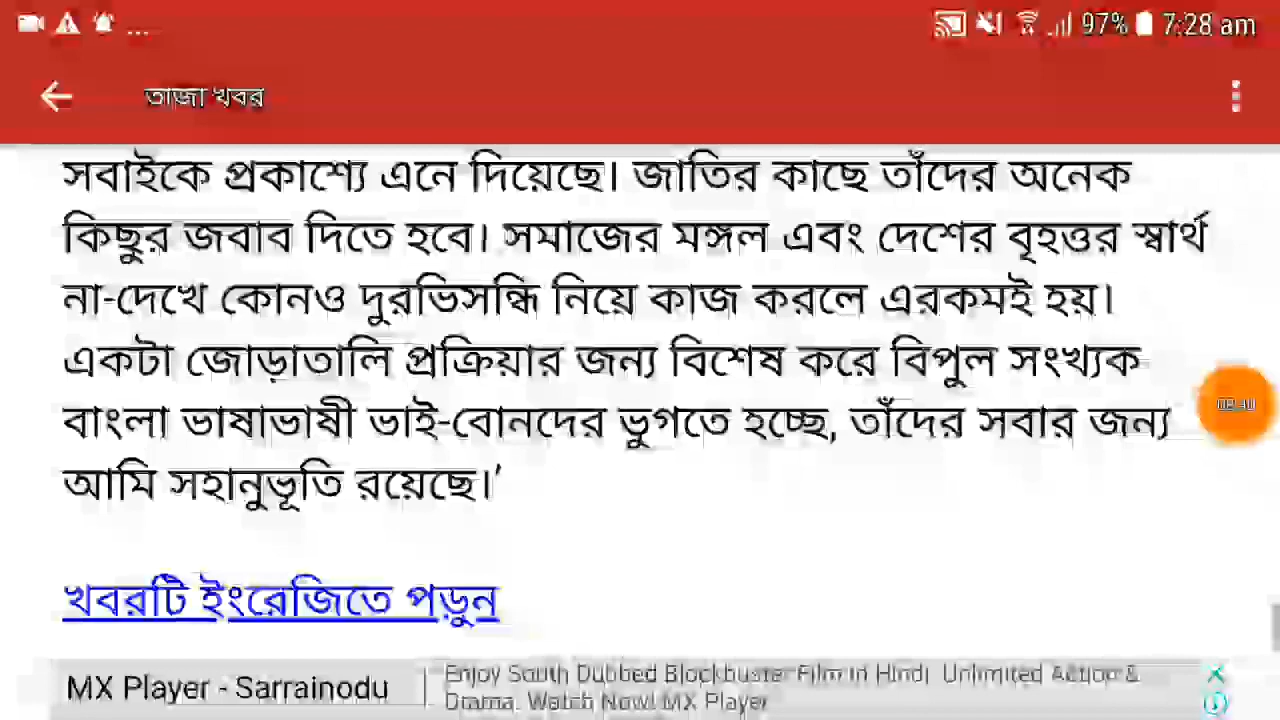 97% 7:28 am
তাজা খবর
সবাইকে প্রকাশ্যে এনে দিয়েছে। জাতির কাছে তাঁদের অনেক
কিছুর জবাব দিতে হবে। সমাজের মঙ্গল এবং দেশের বৃহত্তর স্বার্থ
না-দেখে কোনও দুরভিসন্ধি নিয়ে কাজ করলে এরকমই হয়।
একটা জোড়াতালি প্রক্রিয়ার জন্য বিশেষ করে বিপুল সংখ্যক
বাংলা ভাষাভাষী ভাই-বোনদের ভুগতে হচ্ছে, তাঁদের সবার জন্য
আমি সহানুভূতি রয়েছে।’
খবরটি ইংরেজিতে পড়ুন
MX Player - Sarrainodu
Enjoy South Dubbed Blockbuster Film in Hindi. Unlimited Action &
Drama. Watch Now! MX Player